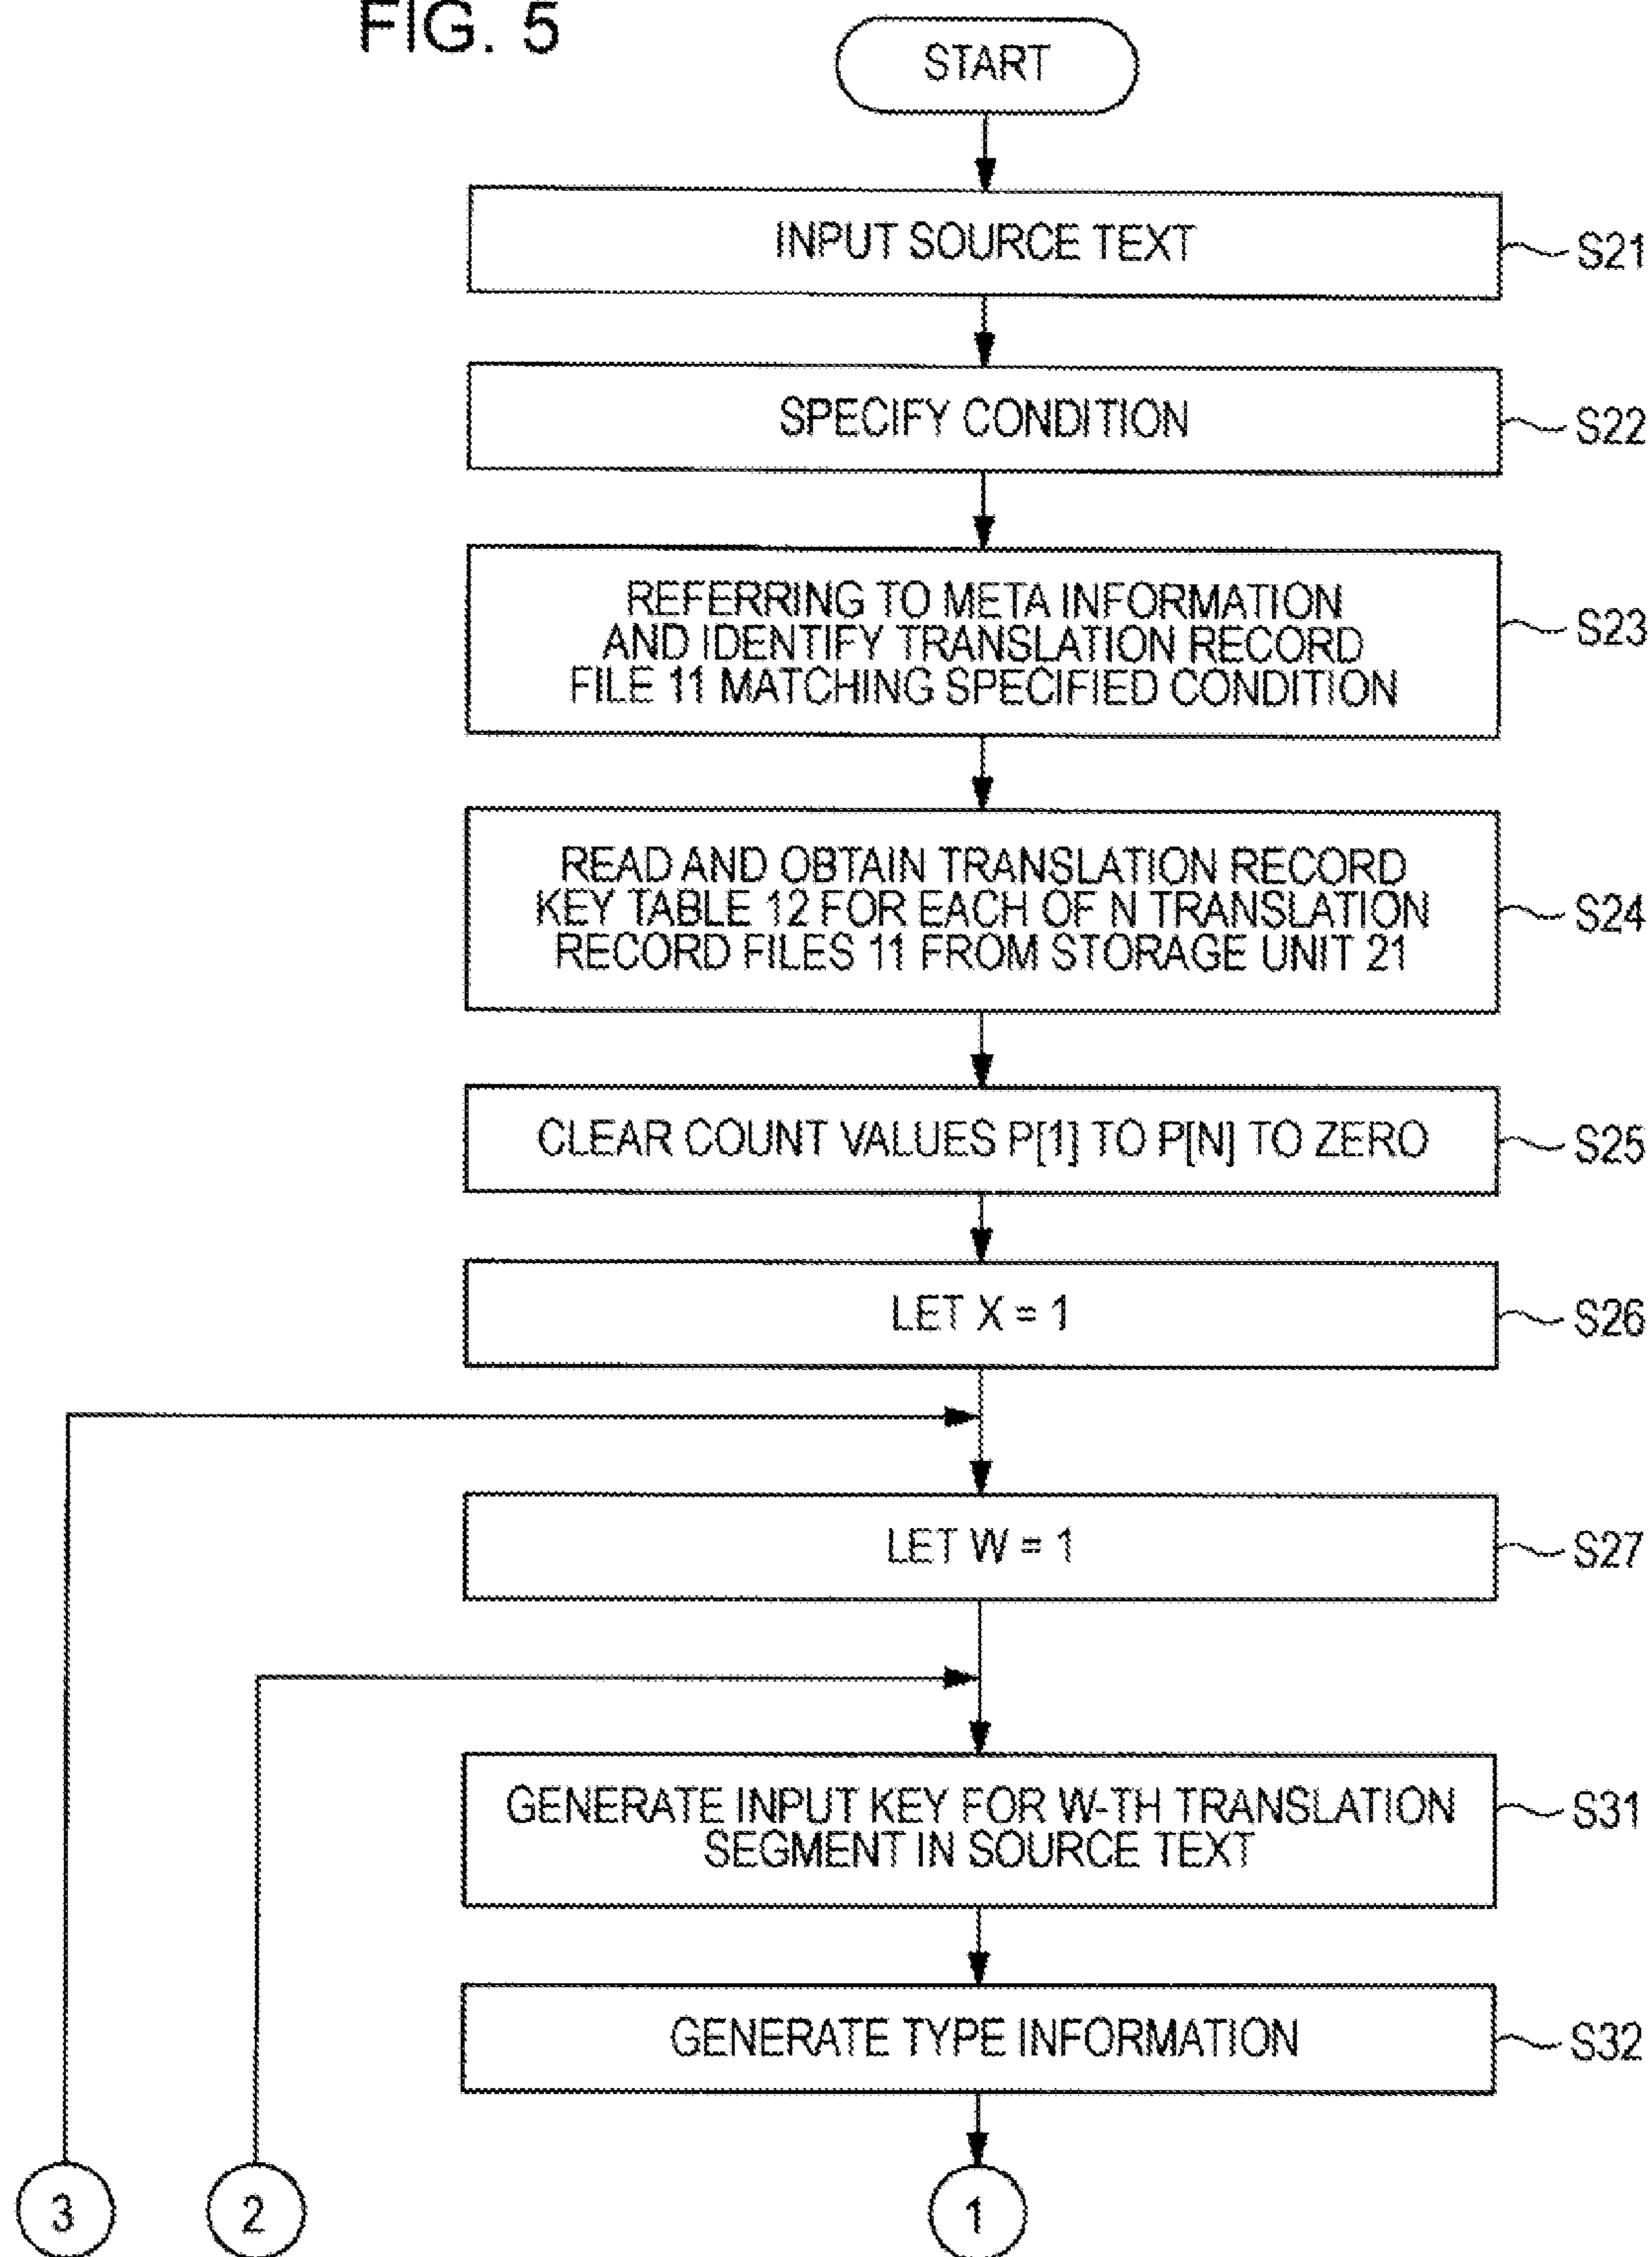 FIG. 5
START
INPUT SOURCE TEXT
S21
SPECIFY CONDITION
S22
REFERRING TO META INFORMATION
AND IDENTIFY TRANSLATION RECORD
FILE 11 MATCHING SPECIFIED CONDITION
S23
READ AND OBTAIN TRANSLATION RECORD
KEY TABLE 12 FOR EACH OF N TRANSLATION
RECORD FILES 11 FROM STORAGE UNIT 21
S24
CLEAR COUNT VALUES P[1] TO P[N] TO ZERO
S25
LET X = 1
S26
LET W = 1
S27
GENERATE INPUT KEY FOR W-TH TRANSLATION
SEGMENT IN SOURCE TEXT
S31
GENERATE TYPE INFORMATION
S32
3
2
1